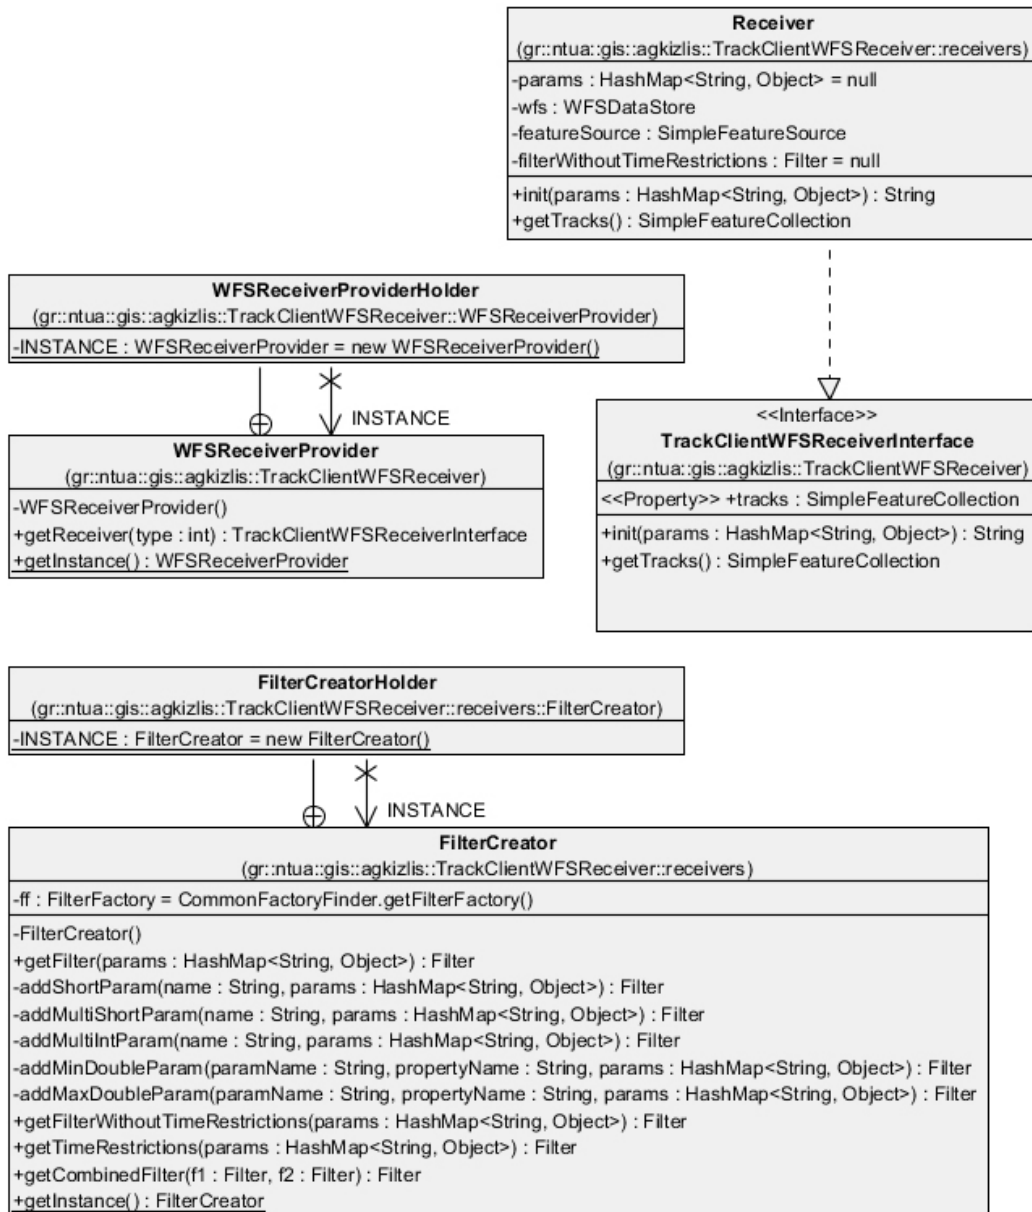 Receiver
(gr::ntua::gis::agkizlis::TrackClientWFSReceiver::receivers)
-params : HashMap<String, Object> = null
-wfs : WFSDataStore
-featureSource : SimpleFeatureSource
-filterWithoutTimeRestrictions : Filter = null
+init(params : HashMap<String, Object>) : String
+getTracks() : SimpleFeatureCollection
WFSReceiverProviderHolder
(gr::ntua::gis::agkizlis::TrackClientWFSReceiver::WFSReceiverProvider)
-INSTANCE : WFSReceiverProvider = new WFSReceiverProvider()
INSTANCE
WFSReceiverProvider
(gr::ntua::gis::agkizlis::TrackClientWFSReceiver)
-WFSReceiverProvider()
+getReceiver(type : int) : TrackClientWFSReceiverInterface
+getInstance() : WFSReceiverProvider
<<Interface>>
TrackClientWFSReceiverInterface
(gr::ntua::gis::agkizlis::TrackClientWFSReceiver)
<<Property>> +tracks : SimpleFeatureCollection
+init(params : HashMap<String, Object>) : String
+getTracks() : SimpleFeatureCollection
FilterCreatorHolder
(gr::ntua::gis::agkizlis::TrackClientWFSReceiver::receivers::FilterCreator)
-INSTANCE : FilterCreator = new FilterCreator()
INSTANCE
FilterCreator
(gr::ntua::gis::agkizlis::TrackClientWFSReceiver::receivers)
-ff : FilterFactory = CommonFactoryFinder.getFilterFactory()
-FilterCreator()
+getFilter(params : HashMap<String, Object>) : Filter
-addShortParam(name : String, params : HashMap<String, Object>) : Filter
-addMultiShortParam(name : String, params : HashMap<String, Object>) : Filter
-addMultiIntParam(name : String, params : HashMap<String, Object>) : Filter
-addMinDoubleParam(paramName : String, propertyName : String, params : HashMap<String, Object>) : Filter
-addMaxDoubleParam(paramName : String, propertyName : String, params : HashMap<String, Object>) : Filter
+getFilterWithoutTimeRestrictions(params : HashMap<String, Object>) : Filter
+getTimeRestrictions(params : HashMap<String, Object>) : Filter
+getCombinedFilter(f1 : Filter, f2 : Filter) : Filter
+getInstance() : FilterCreator